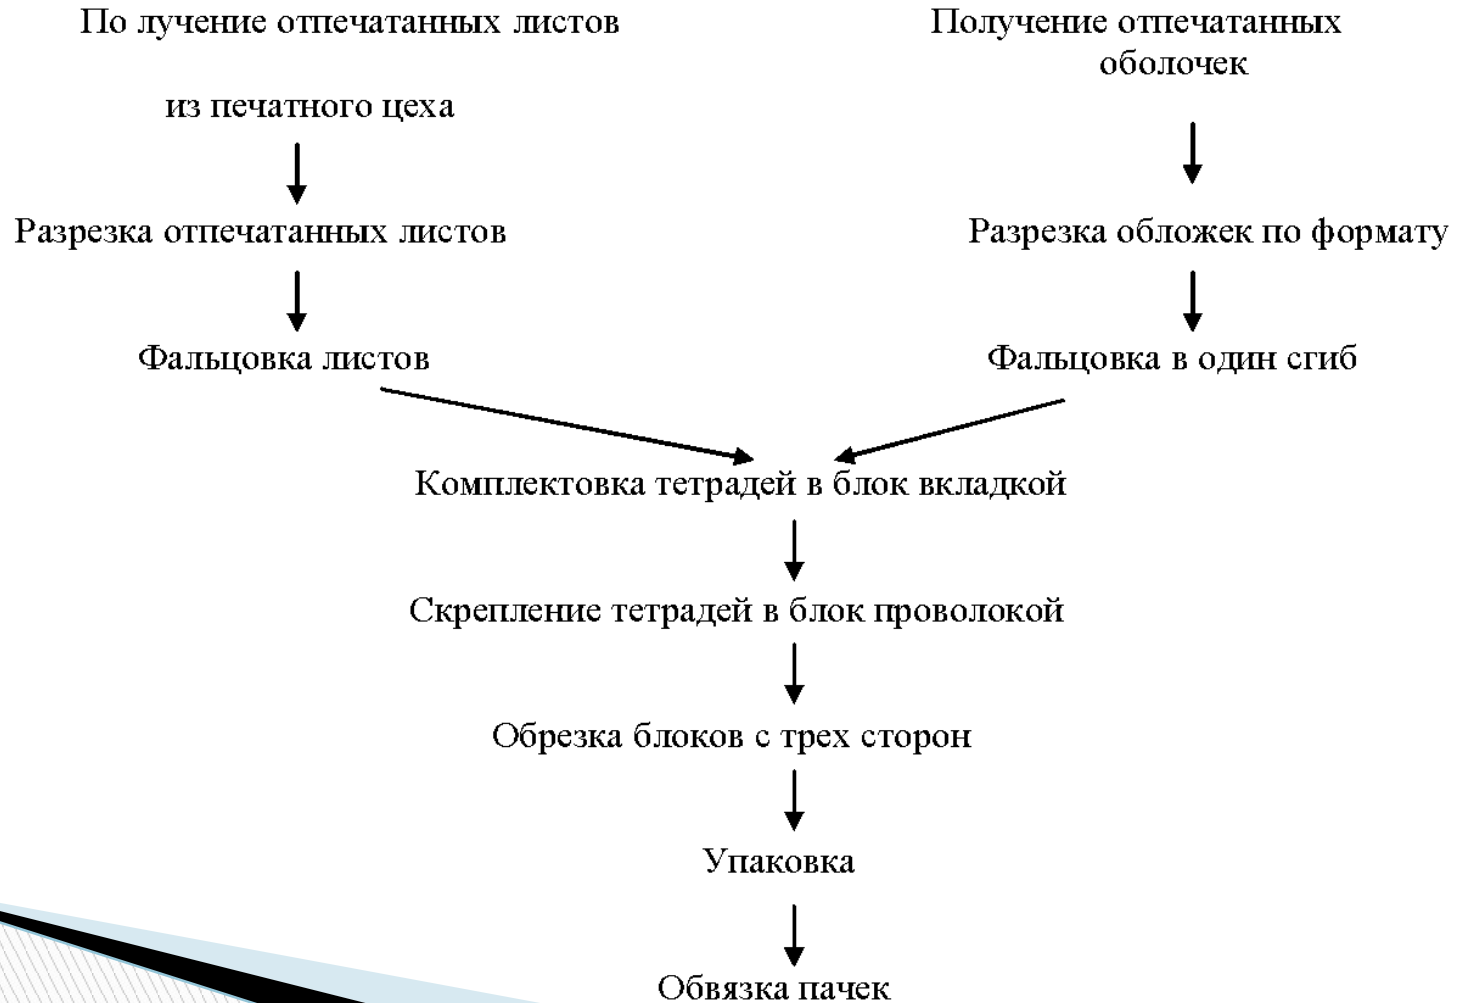 По лучение отпечатанных листов
из печатного цеха
Получение отпечатанных
оболочек
Разрезка отпечатанных листов
Разрезка обложек по формату
Фальцовка листов
Фальцовка в один сгиб
Комплектовка тетрадей в блок вкладкой
Скрепление тетрадей в блок проволокой
Обрезка блоков с трех сторон
Упаковка
Обвязка пачек